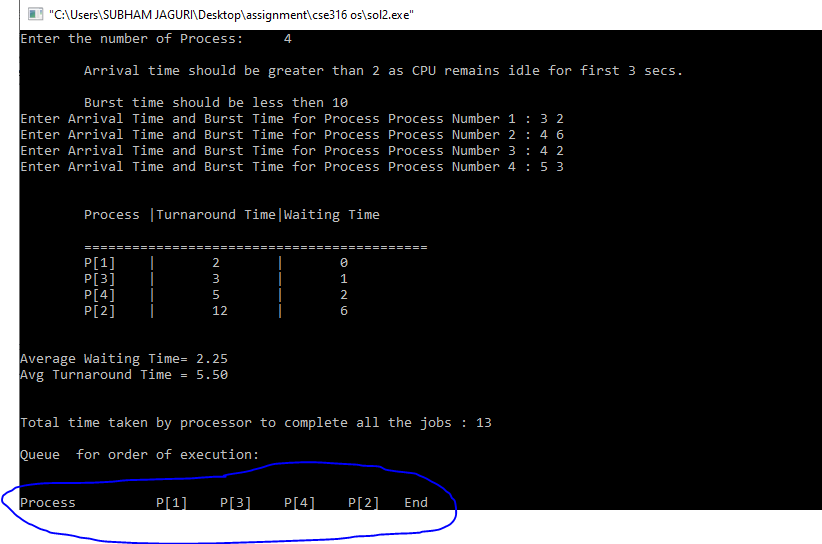 "C:\Users\SUBHAM JAGURI\Desktop\assignment\cse316 os\sol2.exe"
Enter the number of Process:     4
Arrival time should be greater than 2 as CPU remains idle for first 3 secs.
Burst time should be less then 10
Enter Arrival Time and Burst Time for Process Process Number 1 : 3 2
Enter Arrival Time and Burst Time for Process Process Number 2 : 4 6
Enter Arrival Time and Burst Time for Process Process Number 3 : 4 2
Enter Arrival Time and Burst Time for Process Process Number 4 : 5 3
Process |Turnaround Time|Waiting Time
===========================================
P[1]    |       2       |       0
P[3]    |       3       |       1
P[4]    |       5       |       2
P[2]    |       12      |       6
Average Waiting Time= 2.25
Avg Turnaround Time = 5.50
Total time taken by processor to complete all the jobs : 13
Queue  for order of execution:
Process          P[1]    P[3]    P[4]    P[2]   End